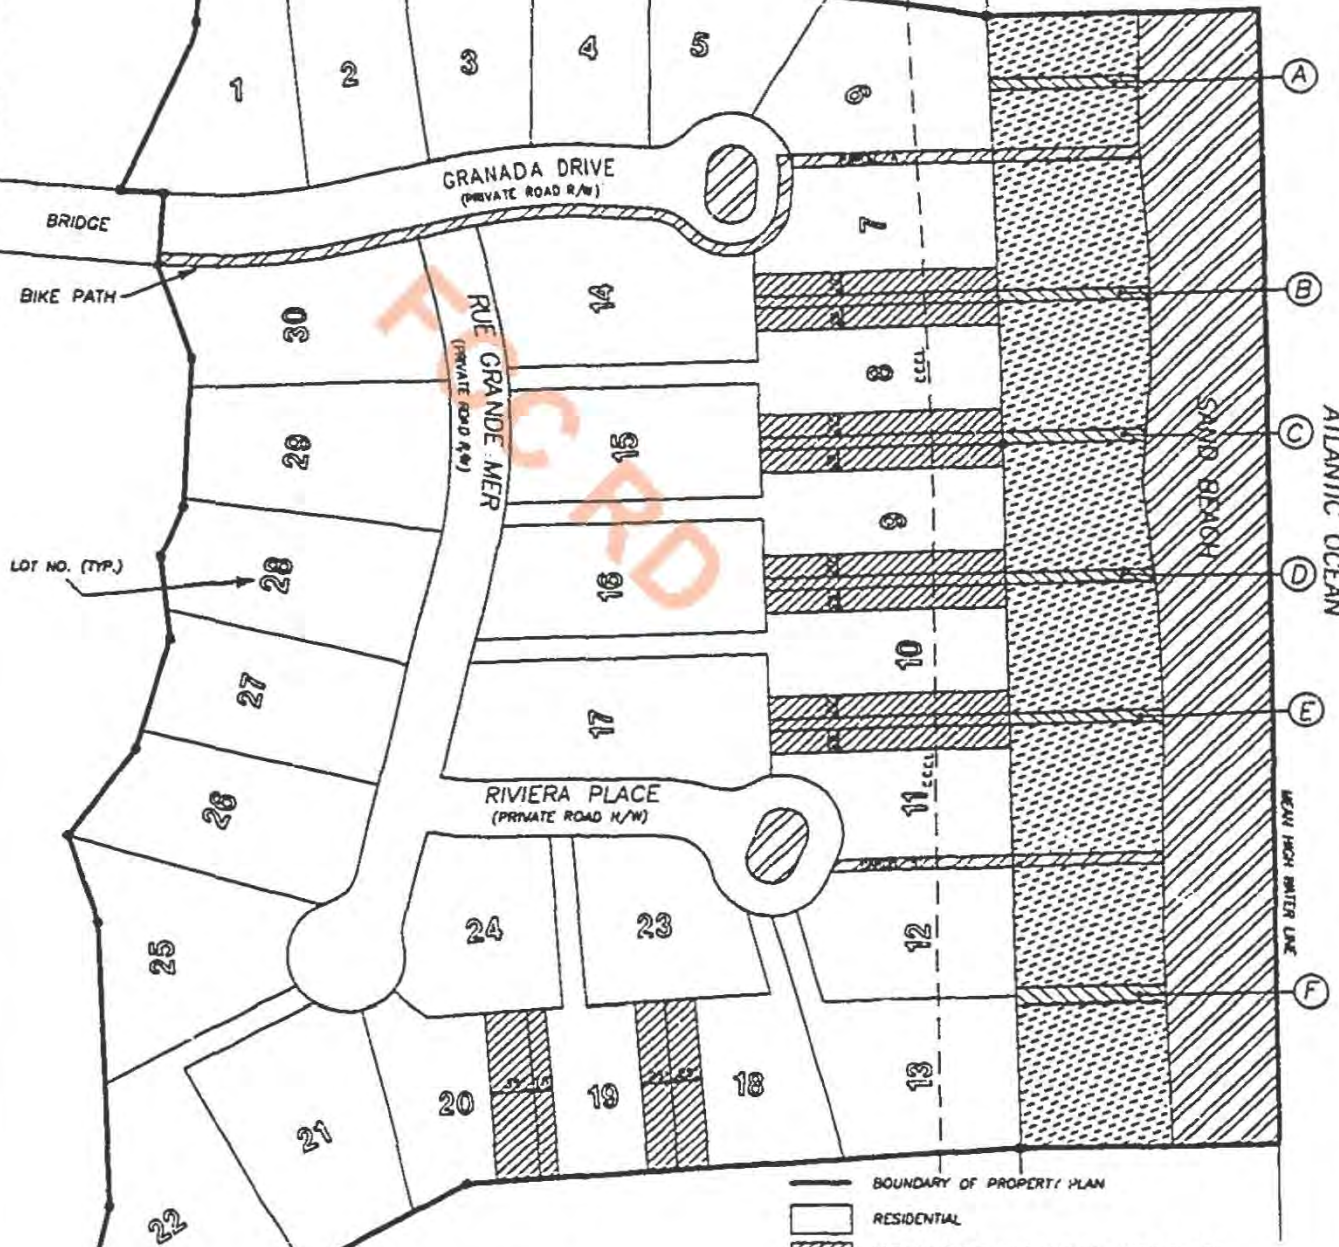 1
2
3
4
5
6
A
GRANADA DRIVE
(PRIVATE ROAD R/W)
BRIDGE
7
BIKE PATH
14
B
30
RUE GRANDE MER
(PRIVATE ROAD R/W)
8
CCCL
FCC RD
29
15
C
SAND BEACH
ATLANTIC OCEAN
9
LOT NO. (TYP.)
28
16
D
10
27
17
E
26
RIVIERA PLACE
(PRIVATE ROAD R/W)
11
CCCL
MEAN HIGH WATER LINE
25
24
23
12
F
21
20
19
18
13
22
BOUNDARY OF PROPERTY PLAN
RESIDENTIAL